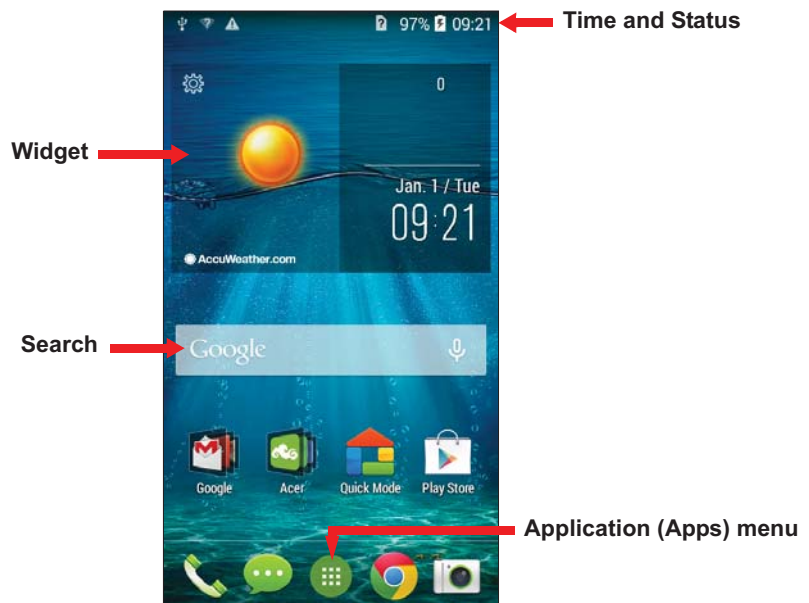 97% 09:21
Time and Status
0
Widget
Jan. 1 / Tue
09:21
AccuWeather.com
Search
Google
Google
Acer
Quick Mode
Play Store
Application (Apps) menu